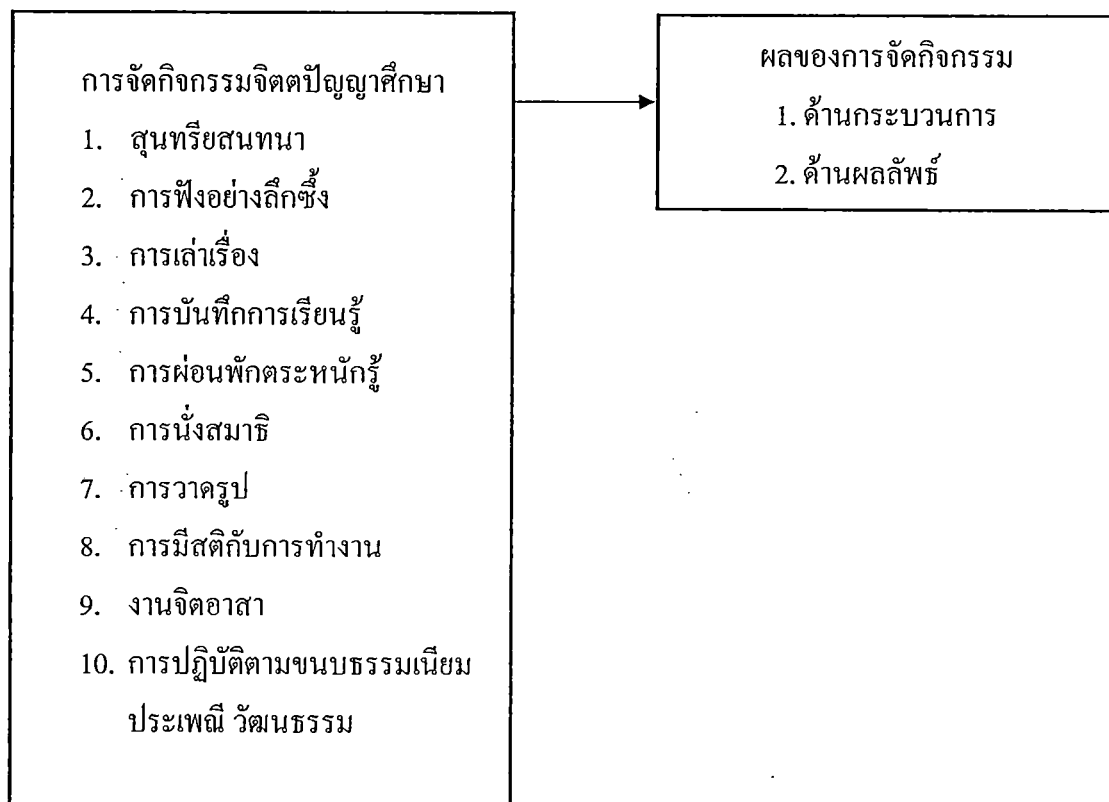 การจัดกิจกรรมจิตตปัญญาศึกษา
1. สุนทรียสนทนา
2. การฟังอย่างลึกซึ้ง
3. การเล่าเรื่อง
4. การบันทึกการเรียนรู้
5. การผ่อนพักตระหนักรู้
6. การนั่งสมาธิ
7. การวาดรูป
8. การมีสติกับการทำงาน
9. งานจิตอาสา
10. การปฏิบัติตามขนบธรรมเนียม
ประเพณี วัฒนธรรม
ผลของการจัดกิจกรรม
1. ด้านกระบวนการ
2. ด้านผลลัพธ์